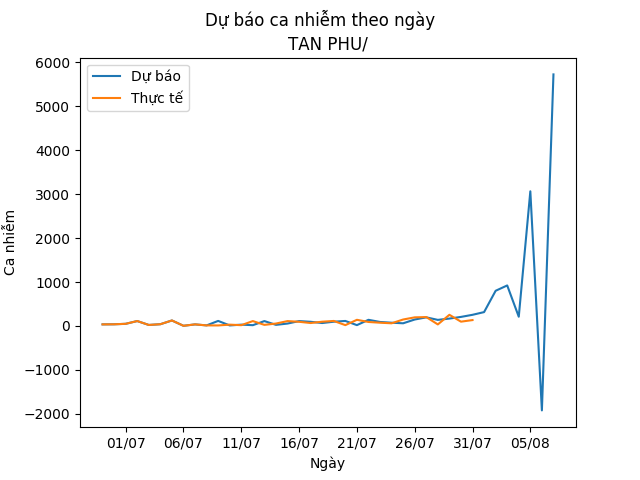 Dự báo ca nhiễm theo ngày
TAN PHU/
Dự báo
Thực tế
Ca nhiễm
6000
5000
4000
3000
2000
1000
0
−1000
−2000
01/07 06/07 11/07 16/07 21/07 26/07 31/07 05/08
Ngày